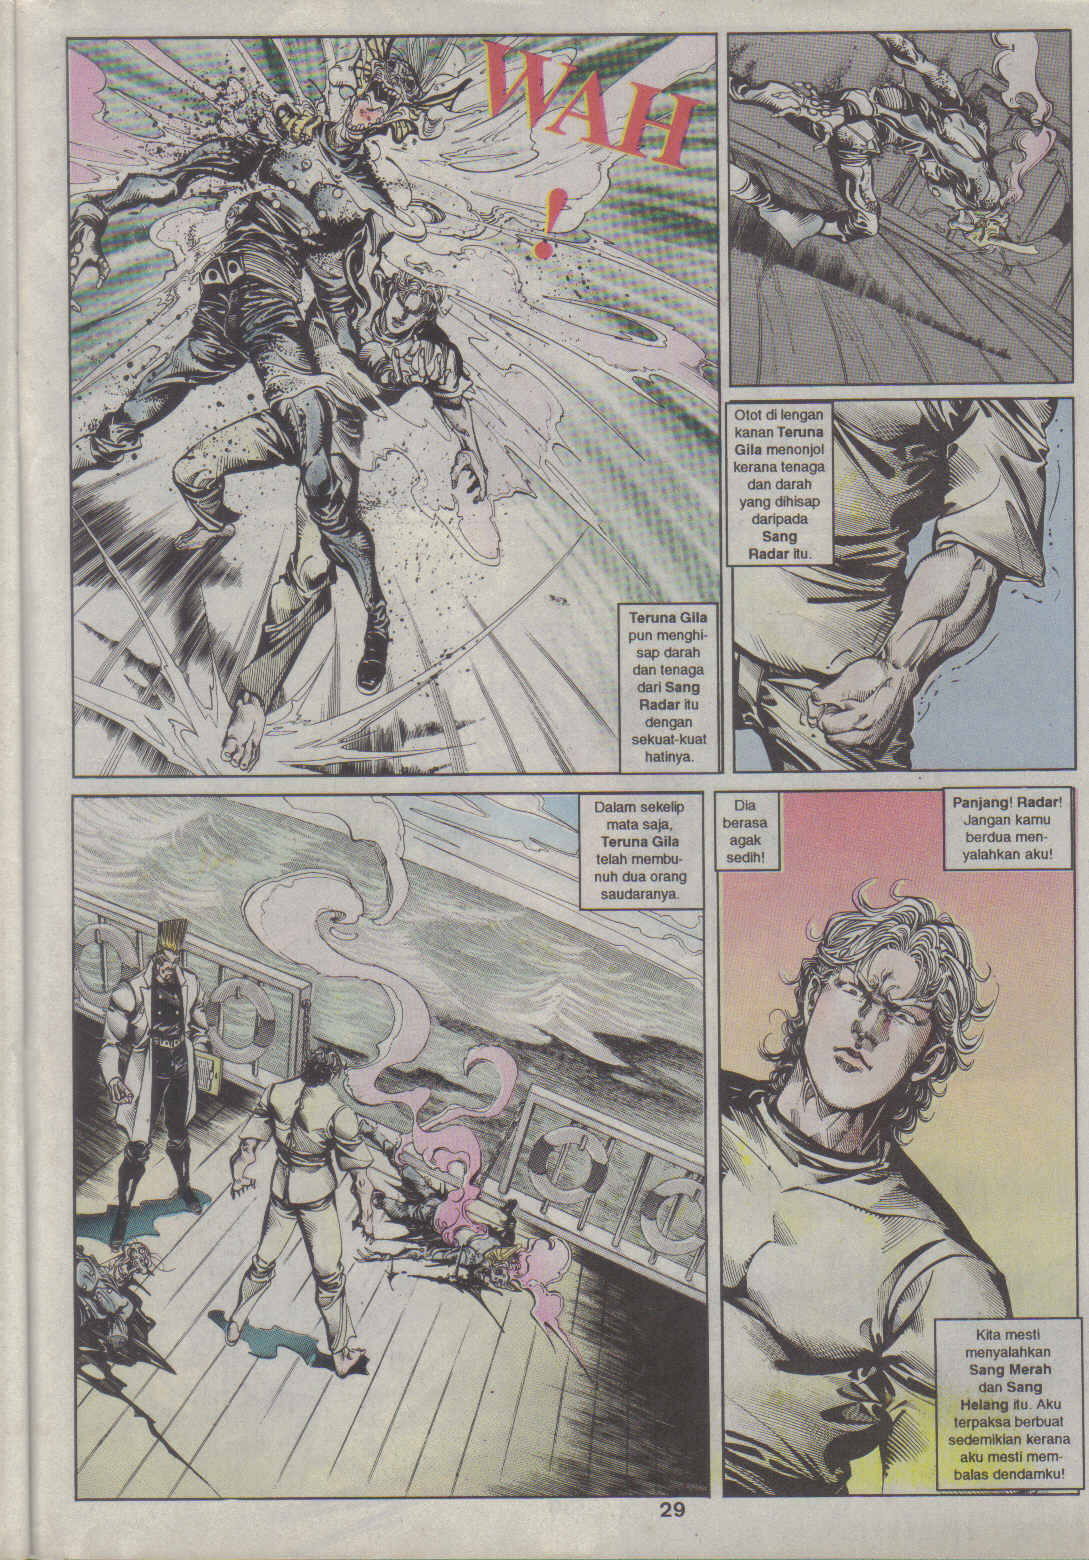 WAH
!
Teruna Gila
pun menghi-
sap darah
dan tenaga
dari Sang
Radar itu
dengan
sekuat-kuat
hatinya.
Otot di lengan
kanan Teruna
Gila menonjol
kerana tenaga
dan darah
yang dihisap
daripada
Sang
Radar itu.
Dalam sekelip
mata saja,
Teruna Gila
telah membu-
nuh dua orang
saudaranya.
Dia
berasa
agak
sedih!
Panjang! Radar!
Jangan kamu
berdua men-
yalahkan aku!
Kita mesti
menyalahkan
Sang Merah
dan Sang
Helang itu. Aku
terpaksa berbuat
sedemikian kerana
aku mesti mem-
balas dendamku!
29